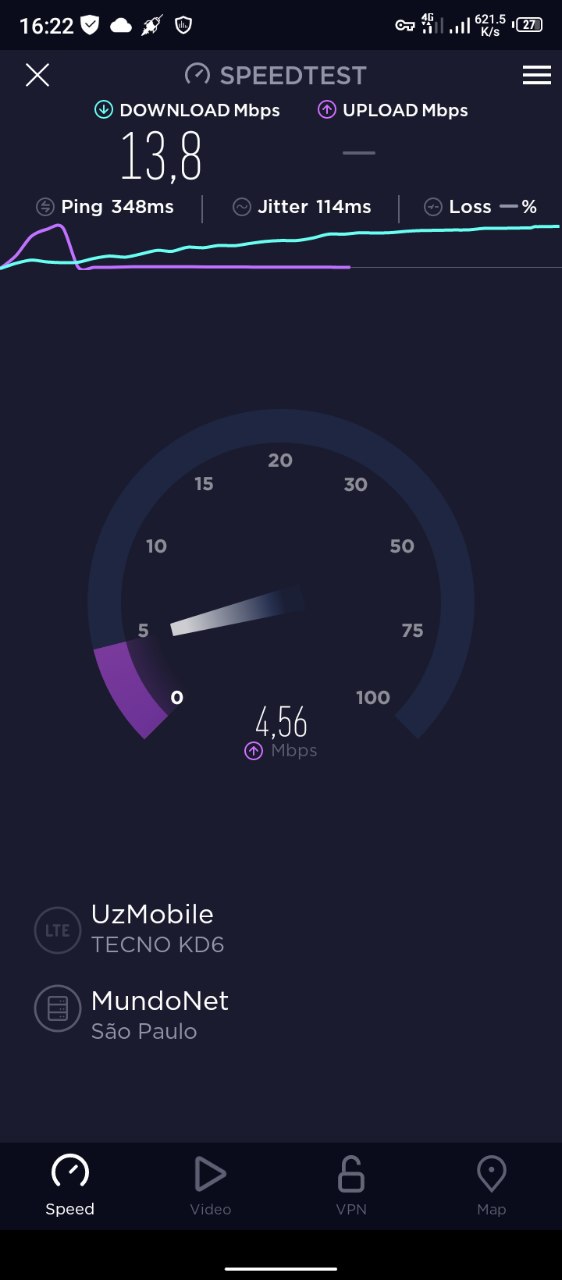 16:22 4G 621.5 K/s 27
SPEEDTEST
DOWNLOAD Mbps UPLOAD Mbps
13,8 —
Ping 348ms Jitter 114ms Loss — %
20
15 30
10 50
5 75
0 100
4,56
Mbps
LTE UzMobile
TECNO KD6
MundoNet
São Paulo
Speed Video VPN Map